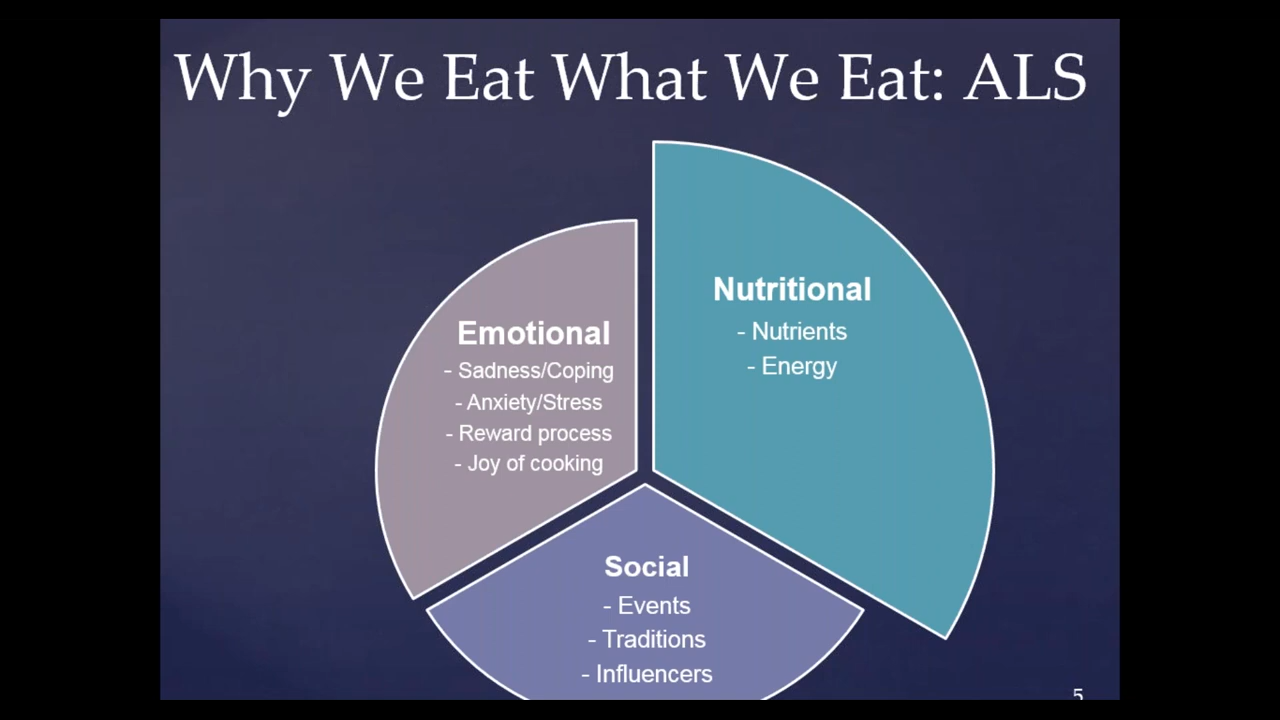 Why We Eat What We Eat: ALS
Nutritional
- Nutrients
- Energy
Emotional
- Sadness/Coping
- Anxiety/Stress
- Reward process
- Joy of cooking
Social
- Events
- Traditions
- Influencers
5